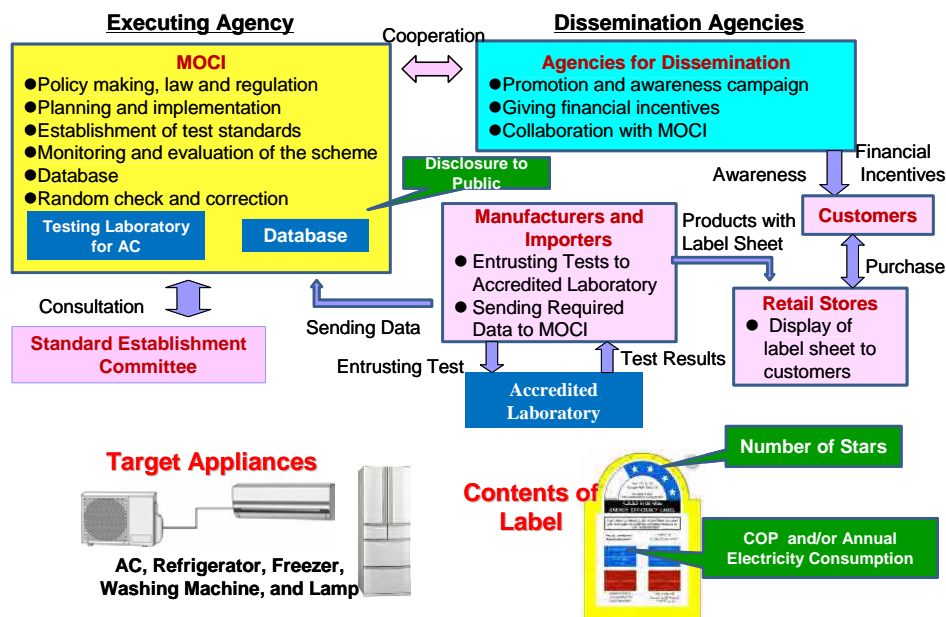 Executing Agency
Dissemination Agencies
MOCI
●Policy making, law and regulation
●Planning and implementation
●Establishment of test standards
●Monitoring and evaluation of the scheme
●Database
●Random check and correction
Testing Laboratory
for AC
Database
Cooperation
Agencies for Dissemination
●Promotion and awareness campaign
●Giving financial incentives
●Collaboration with MOCI
Disclosure to
Public
Awareness
Financial
Incentives
Manufacturers and
Importers
● Entrusting Tests to
Accredited Laboratory
● Sending Required
Data to MOCI
Products with
Label Sheet
Customers
Purchase
Retail Stores
● Display of
label sheet to
customers
Consultation
Sending Data
Standard Establishment
Committee
Entrusting Test
Test Results
Accredited
Laboratory
Target Appliances
AC, Refrigerator, Freezer,
Washing Machine, and Lamp
Contents of
Label
Number of Stars
ENERGY EFFICIENCY LABEL
COP and/or Annual
Electricity Consumption